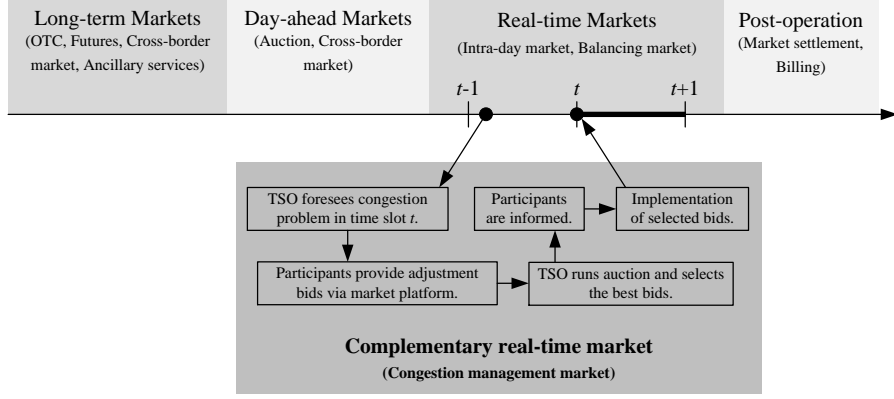 Long-term Markets
(OTC, Futures, Cross-border
market, Ancillary services)
Day-ahead Markets
(Auction, Cross-border
market)
Real-time Markets
(Intra-day market, Balancing market)
Post-operation
(Market settlement,
Billing)
t-1
t
t+1
TSO foresees congestion
problem in time slot t.
Participants provide adjustment
bids via market platform.
TSO runs auction and selects
the best bids.
Participants
are informed.
Implementation
of selected bids.
Complementary real-time market
(Congestion management market)